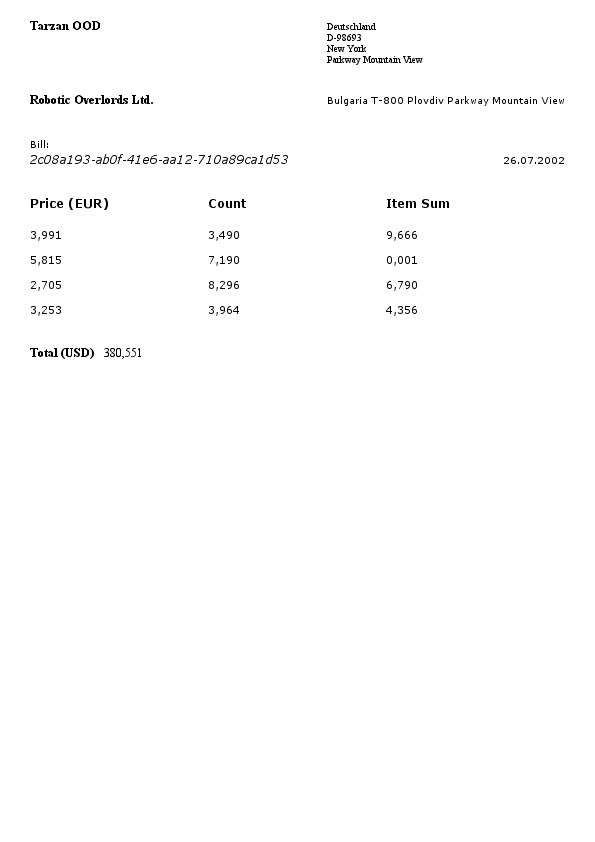 Tarzan OOD
Deutschland
D-98693
New York
Parkway Mountain View
Robotic Overlords Ltd.
Bulgaria T-800 Plovdiv Parkway Mountain View
Bill:
2c08a193-ab0f-41e6-aa12-710a89ca1d53
26.07.2002
Price (EUR) Count Item Sum
3,991 3,490 9,666
5,815 7,190 0,001
2,705 8,296 6,790
3,253 3,964 4,356
Total (USD) 380,551